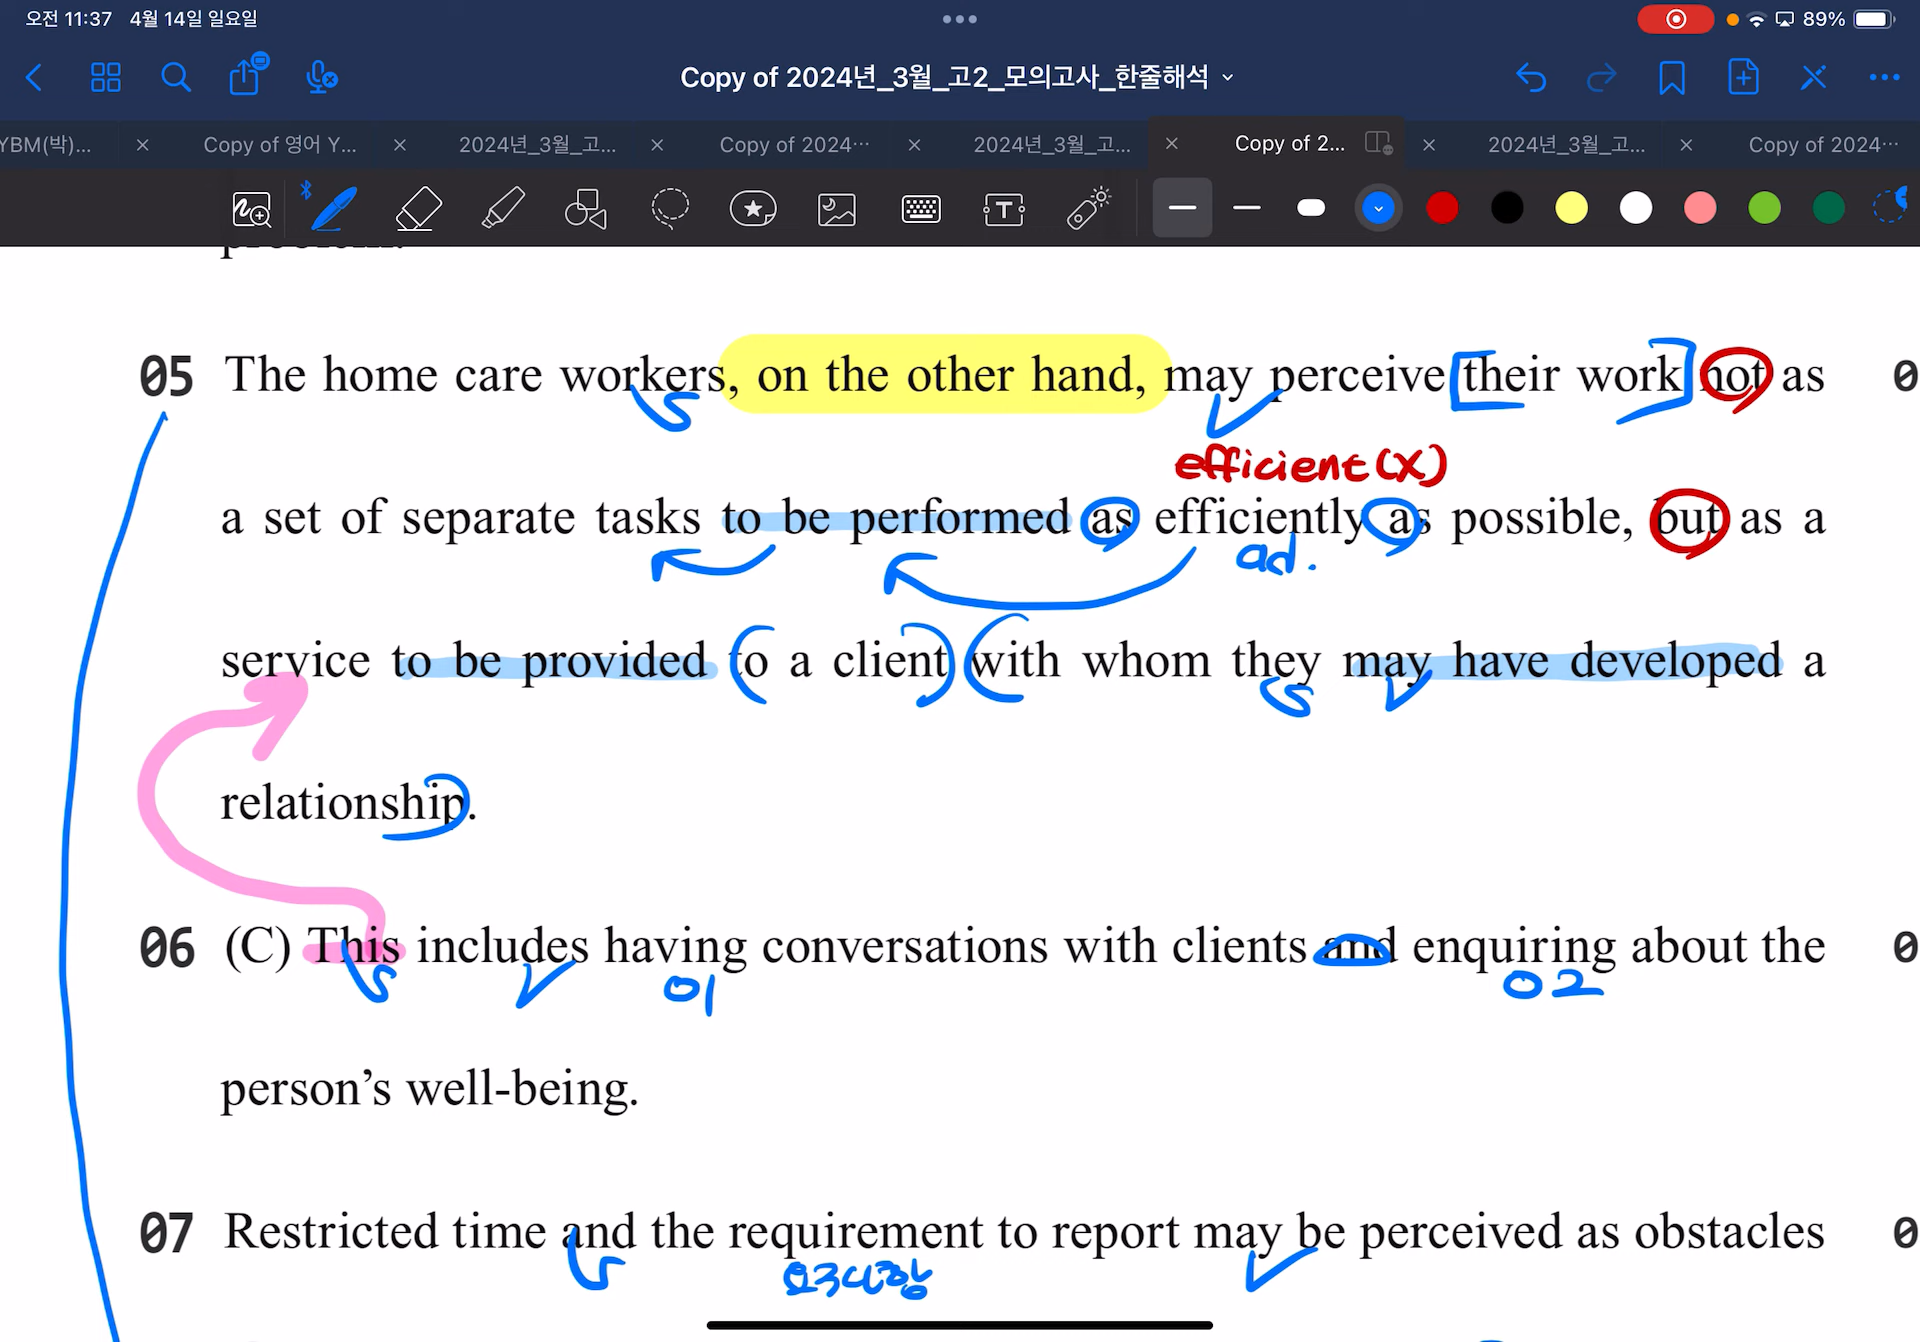 오전 11:37 4월 14일 일요일
89%
Copy of 2024년_3월_고2_모의고사_한줄해석
YBM(박)...
Copy of 영어 Y...
2024년_3월_고...
Copy of 2024...
2024년_3월_고...
Copy of 2...
2024년_3월_고...
Copy of 2024...
problem.
05 The home care workers, on the other hand, may perceive their work not as
efficient(X)
a set of separate tasks to be performed as efficiently as possible, but as a
ad.
service to be provided to a client with whom they may have developed a
S V
relationship.
06 (C) This includes having conversations with clients and enquiring about the
S V O1 O2
person's well-being.
07 Restricted time and the requirement to report may be perceived as obstacles
S 요구사항 V